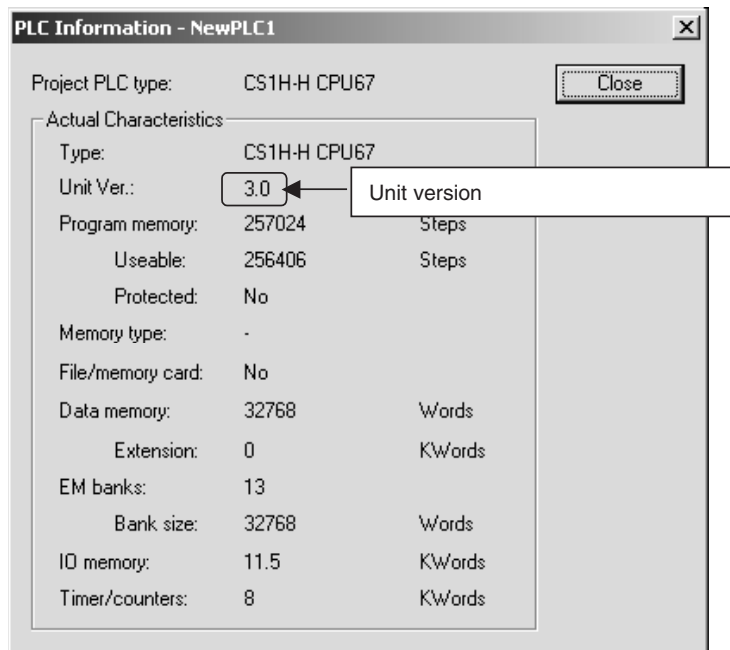 PLC Information - NewPLC1
Project PLC type: CS1H-H CPU67 Close
Actual Characteristics
Type: CS1H-H CPU67
Unit Ver.: 3.0 Unit version
Program memory: 257024 Steps
Useable: 256406 Steps
Protected: No
Memory type: -
File/memory card: No
Data memory: 32768 Words
Extension: 0 KWords
EM banks: 13
Bank size: 32768 Words
IO memory: 11.5 KWords
Timer/counters: 8 KWords